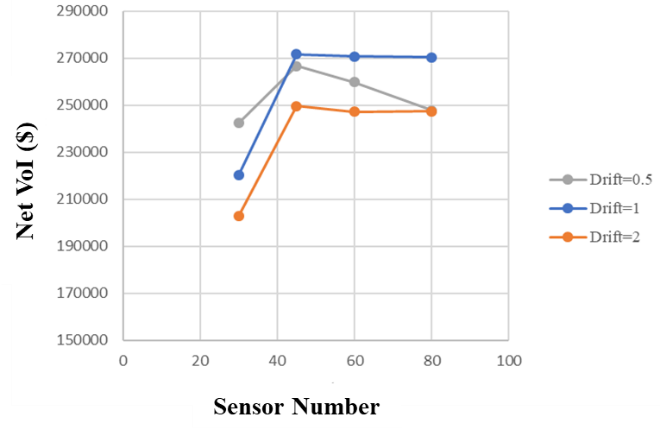 290000
270000
250000
230000
210000
190000
170000
150000
Net VoI ($)
0 20 40 60 80 100
Sensor Number
Drift=0.5
Drift=1
Drift=2